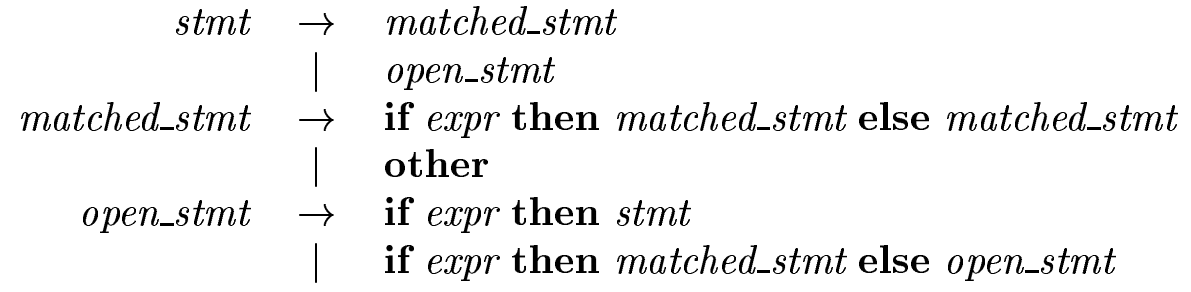 stmt → matched_stmt
| open_stmt
matched_stmt → if expr then matched_stmt else matched_stmt
| other
open_stmt → if expr then stmt
| if expr then matched_stmt else open_stmt